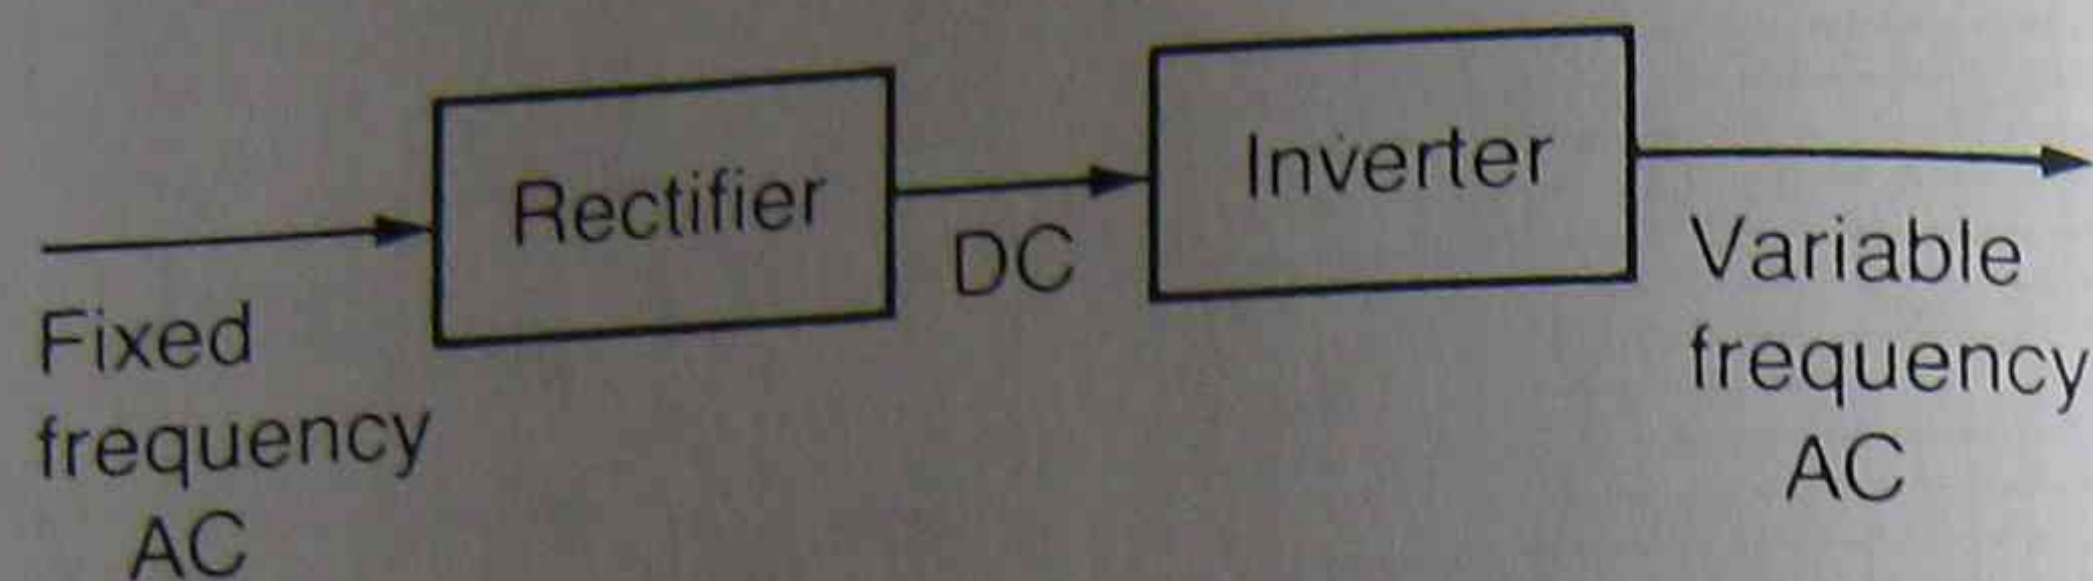 Rectifier
Inverter
Fixed
frequency
AC
DC
Variable
frequency
AC